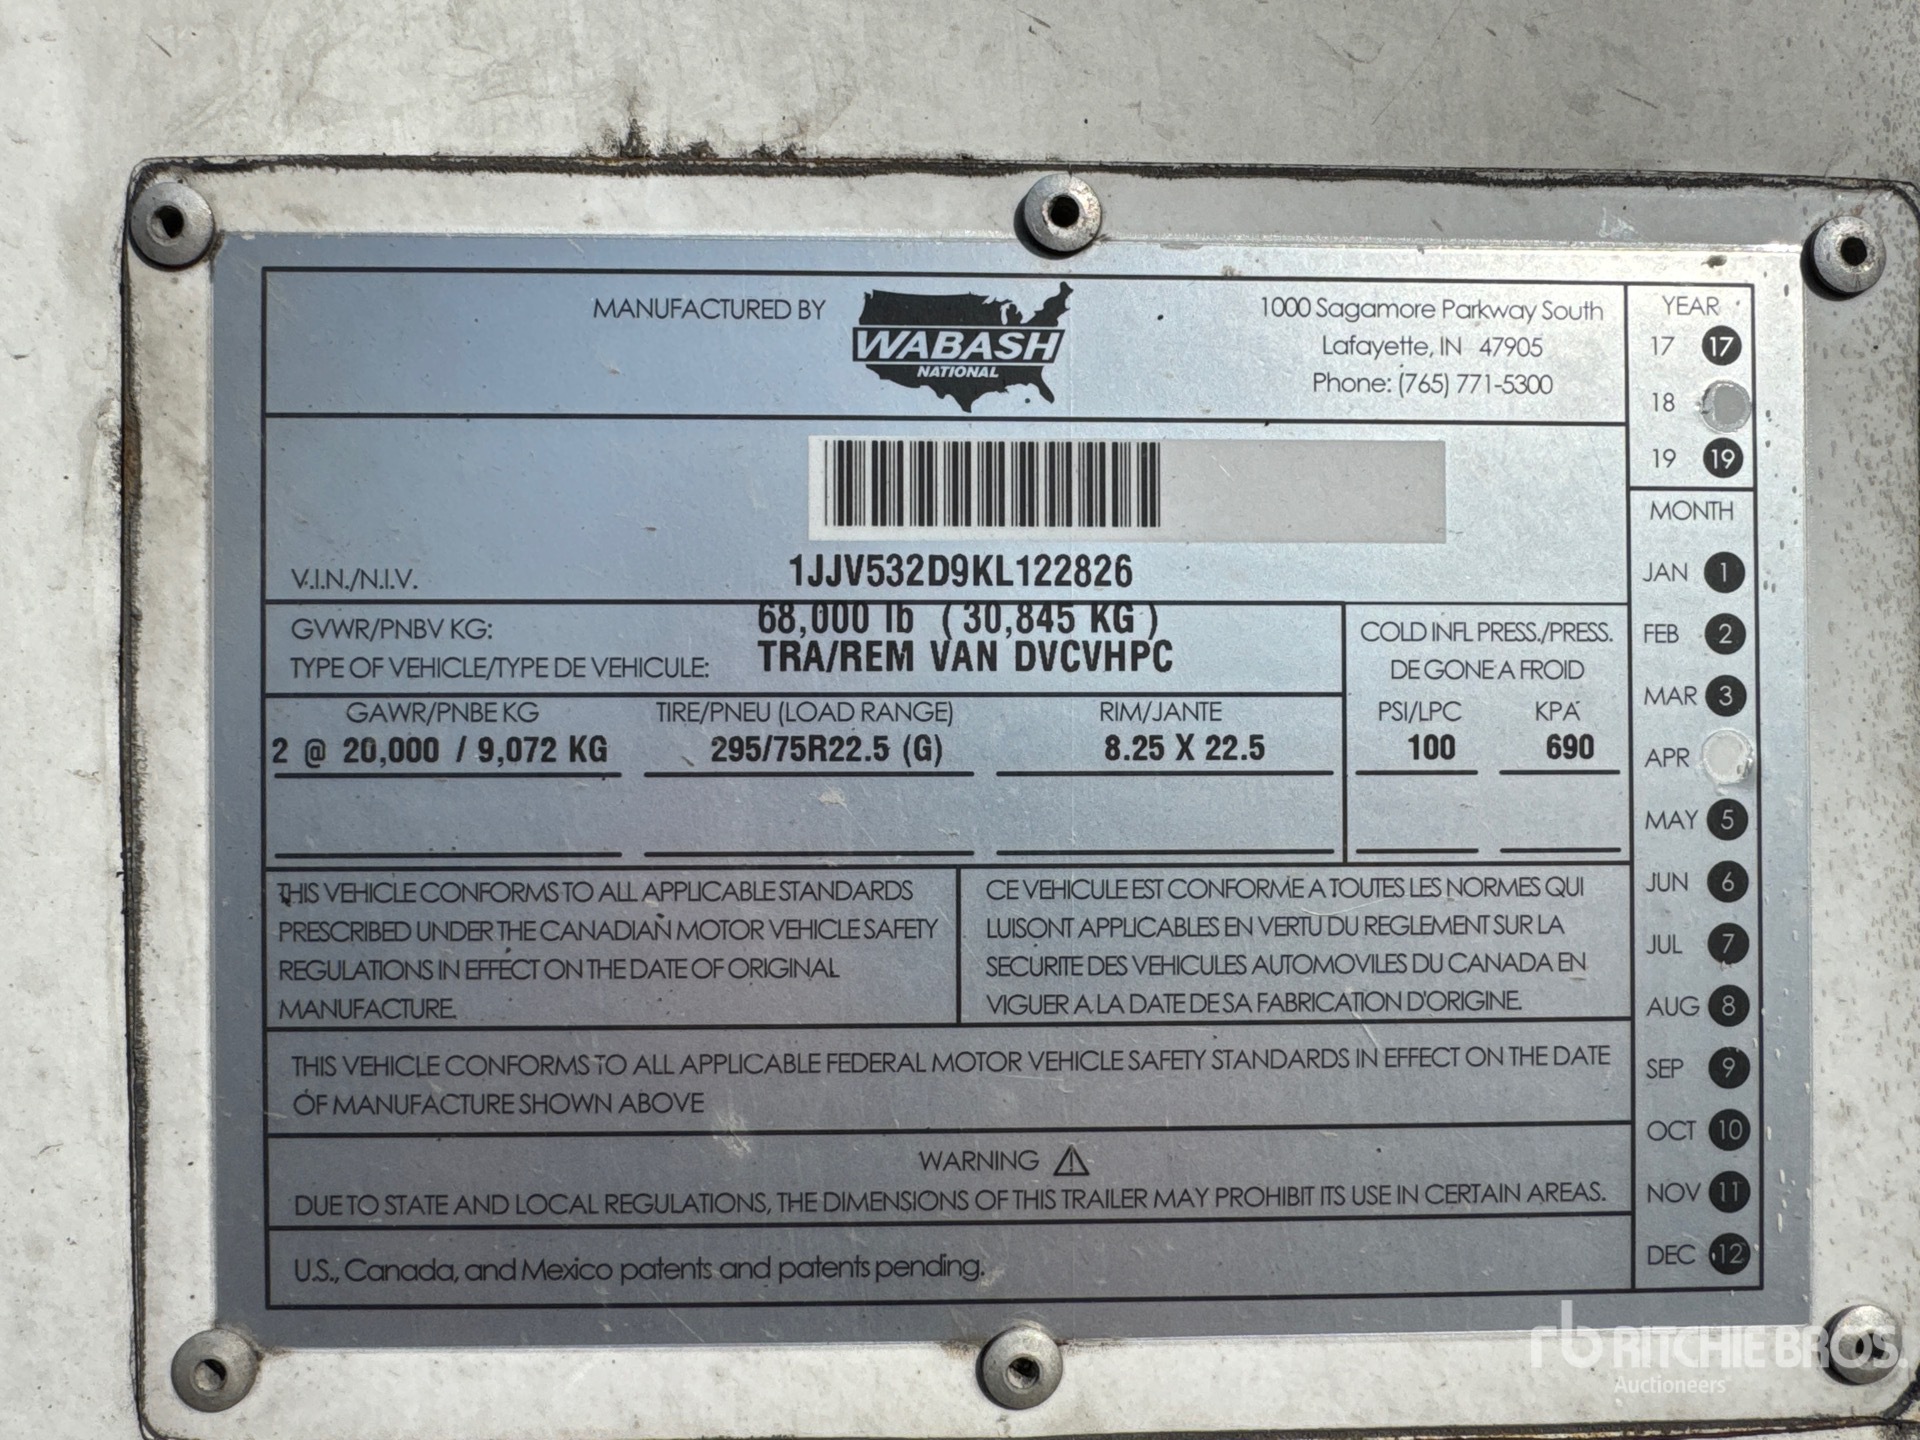 MANUFACTURED BY
WABASH
NATIONAL
1000 Sagamore Parkway South
Lafayette, IN 47905
Phone: (765) 771-5300
YEAR
17 17
18
19 19
MONTH
JAN 1
FEB 2
MAR 3
APR
MAY 5
JUN 6
JUL 7
AUG 8
SEP 9
OCT 10
NOV 11
DEC 12
V.I.N./N.I.V. 1JJV532D9KL122826
GVWR/PNBV KG: 68,000 lb (30,845 KG)
TYPE OF VEHICLE/TYPE DE VEHICULE: TRA/REM VAN DVCVHPC
COLD INFL PRESS./PRESS.
DE GONE A FROID
GAWR/PNBE KG TIRE/PNEU (LOAD RANGE) RIM/JANTE PSI/LPC KPA
2 @ 20,000 / 9,072 KG 295/75R22.5 (G) 8.25 X 22.5 100 690
THIS VEHICLE CONFORMS TO ALL APPLICABLE STANDARDS
PRESCRIBED UNDER THE CANADIAN MOTOR VEHICLE SAFETY
REGULATIONS IN EFFECT ON THE DATE OF ORIGINAL
MANUFACTURE.
CE VEHICULE EST CONFORME A TOUTES LES NORMES QUI
LUISONT APPLICABLES EN VERTU DU REGLEMENT SUR LA
SECURITE DES VEHICULES AUTOMOVILES DU CANADA EN
VIGUER A LA DATE DE SA FABRICATION D'ORIGINE.
THIS VEHICLE CONFORMS TO ALL APPLICABLE FEDERAL MOTOR VEHICLE SAFETY STANDARDS IN EFFECT ON THE DATE
OF MANUFACTURE SHOWN ABOVE
WARNING
DUE TO STATE AND LOCAL REGULATIONS, THE DIMENSIONS OF THIS TRAILER MAY PROHIBIT ITS USE IN CERTAIN AREAS.
U.S., Canada, and Mexico patents and patents pending.
rb RITCHIE BROS.
Auctioneers